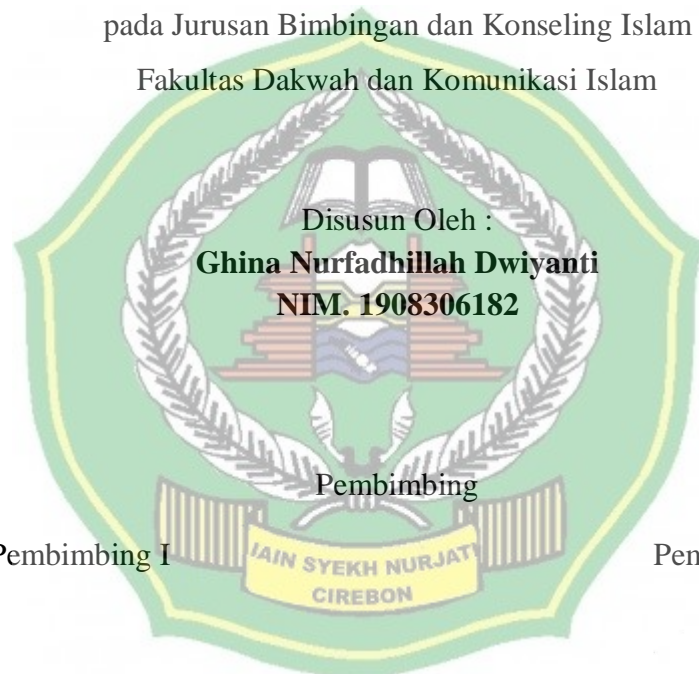 pada Jurusan Bimbingan dan Konseling Islam
Fakultas Dakwah dan Komunikasi Islam
Disusun Oleh :
Ghina Nurfadhillah Dwiyanti
NIM. 1908306182
Pembimbing
Pembimbing I
Pem
IAIN SYEKH NURJATI
CIREBON